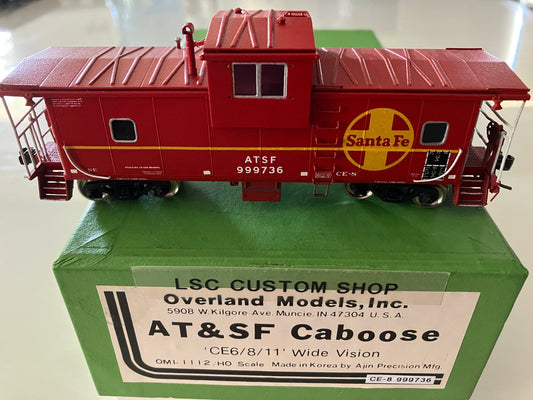 Santa Fe
ATSF
999736
CE-8
LSC CUSTOM SHOP
Overland Models, Inc.
5908 W. Kilgore Ave. Muncie, IN 47304 U.S.A.
AT&SF Caboose
'CE6/8/11' Wide Vision
OMI-1112/HO Scale Made in Korea by Ajin Precision Mfg.
CE-8 999736